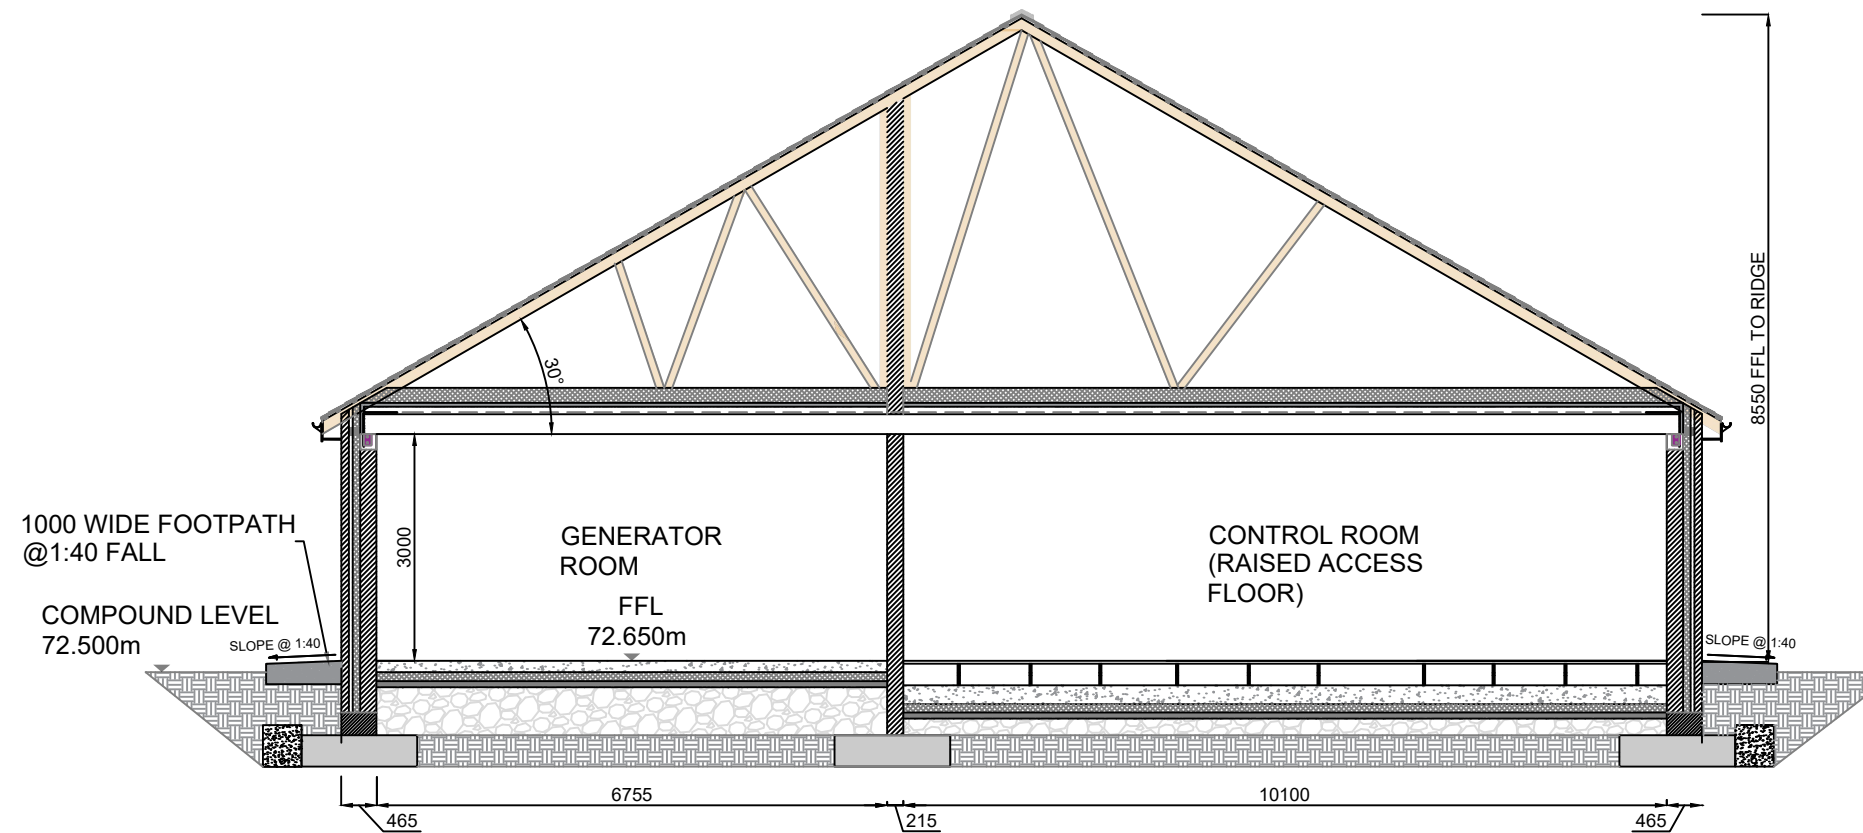 8550 FFL TO RIDGE
30°
1000 WIDE FOOTPATH
@1:40 FALL
3000
GENERATOR
ROOM
CONTROL ROOM
(RAISED ACCESS
FLOOR)
COMPOUND LEVEL
72.500m
FFL
72.650m
SLOPE @ 1:40
SLOPE @ 1:40
6755
10100
465
215
465